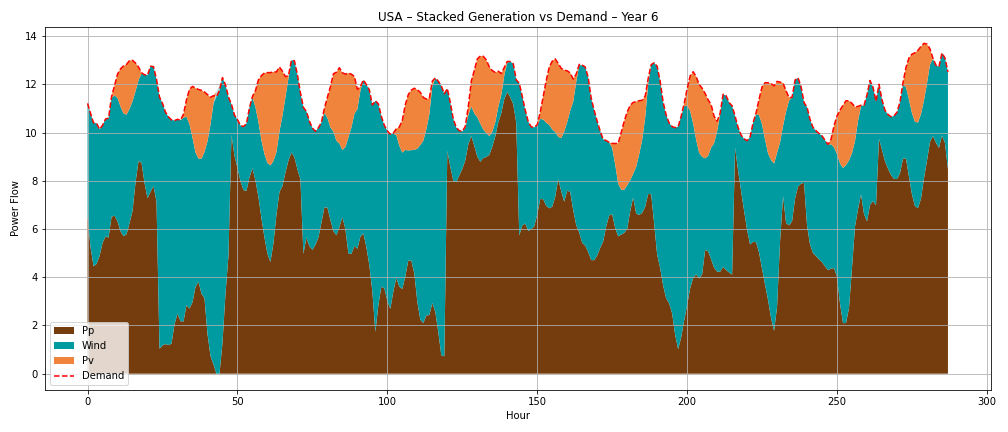 USA – Stacked Generation vs Demand – Year 6
Power Flow
14
12
10
8
6
4
2
0
Pp
Wind
Pv
Demand
0 50 100 150 200 250 300
Hour